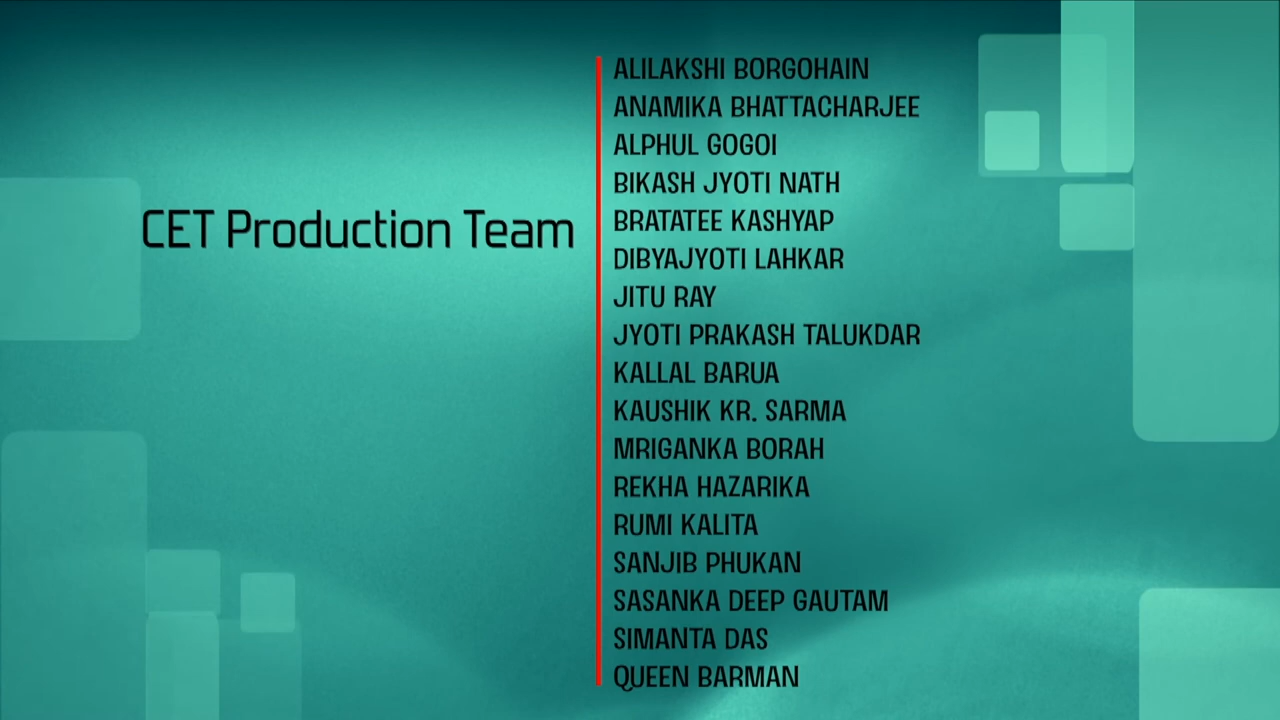 CET Production Team
ALILAKSHI BORGOHAIN
ANAMIKA BHATTACHARJEE
ALPHUL GOGOI
BIKASH JYOTI NATH
BRATATEE KASHYAP
DIBYAJYOTI LAHKAR
JITU RAY
JYOTI PRAKASH TALUKDAR
KALLAL BARUA
KAUSHIK KR. SARMA
MRIGANKA BORAH
REKHA HAZARIKA
RUMI KALITA
SANJIB PHUKAN
SASANKA DEEP GAUTAM
SIMANTA DAS
QUEEN BARMAN